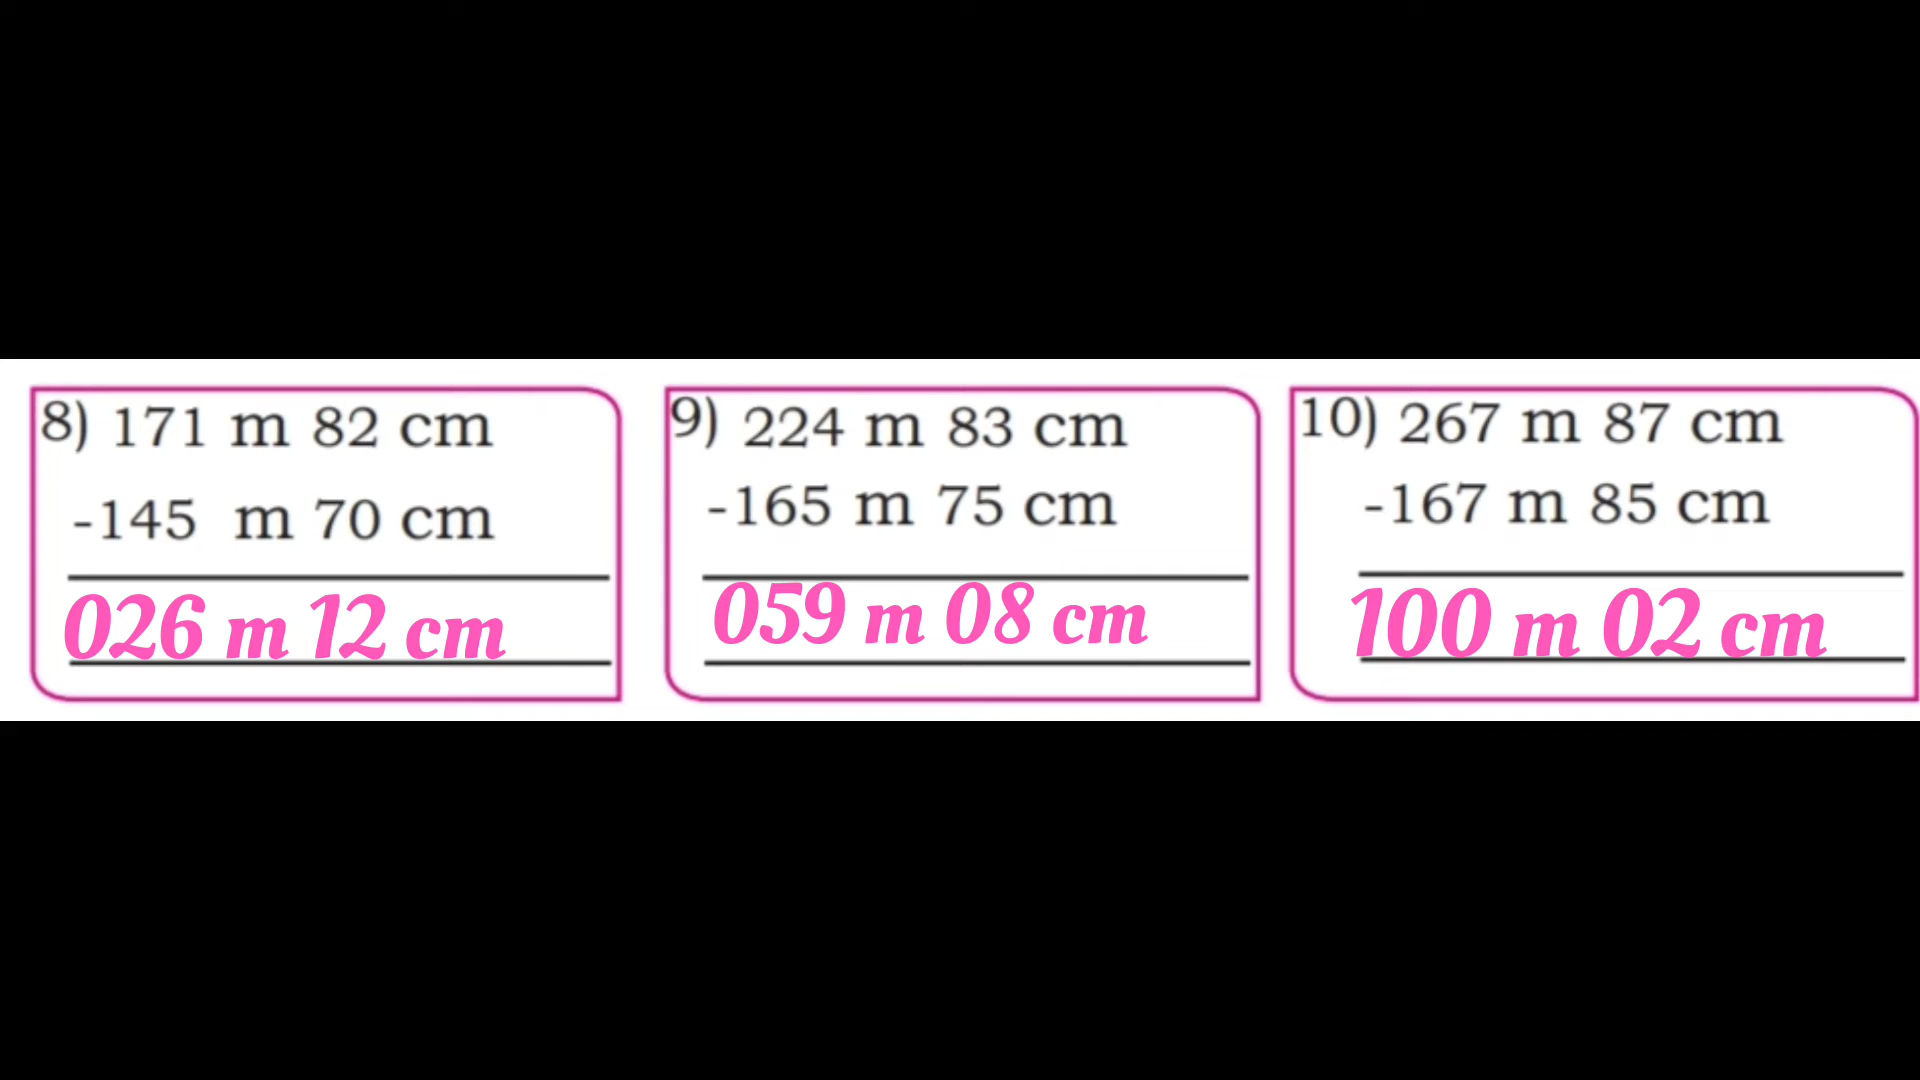 8) 171 m 82 cm
-145 m 70 cm
026 m 12 cm
9) 224 m 83 cm
-165 m 75 cm
059 m 08 cm
10) 267 m 87 cm
-167 m 85 cm
100 m 02 cm